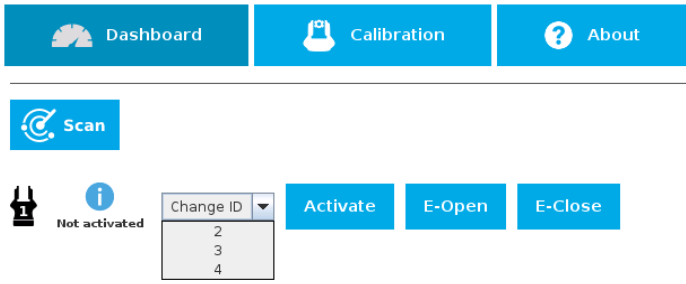 Dashboard
Calibration
About
Scan
1
Not activated
Change ID
Activate
E-Open
E-Close
2
3
4